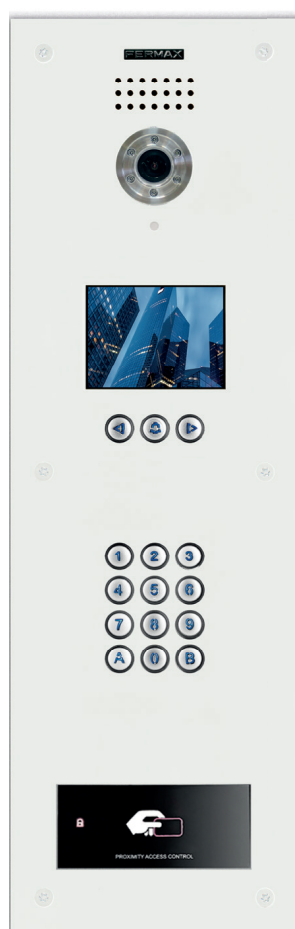 FERMAX
1 2 3
4 5 6
7 8 9
A 0 B
PROXIMITY ACCESS CONTROL